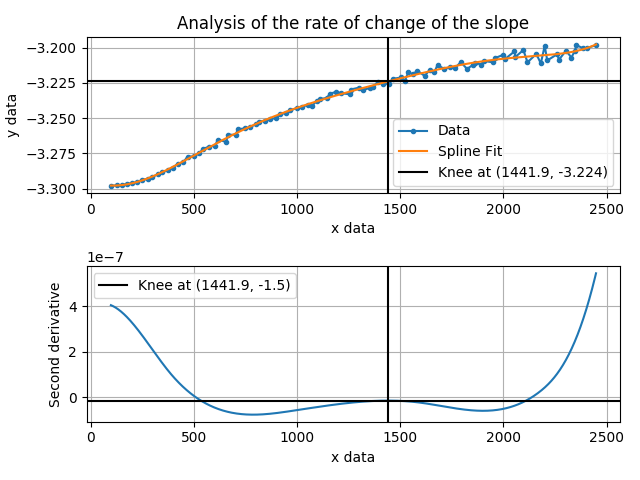 Analysis of the rate of change of the slope
−3.200
−3.225
−3.250
−3.275
−3.300
y data
Data
Spline Fit
Knee at (1441.9, -3.224)
0
500
1000
1500
2000
2500
x data
1e−7
Knee at (1441.9, -1.5)
4
2
0
Second derivative
0
500
1000
1500
2000
2500
x data